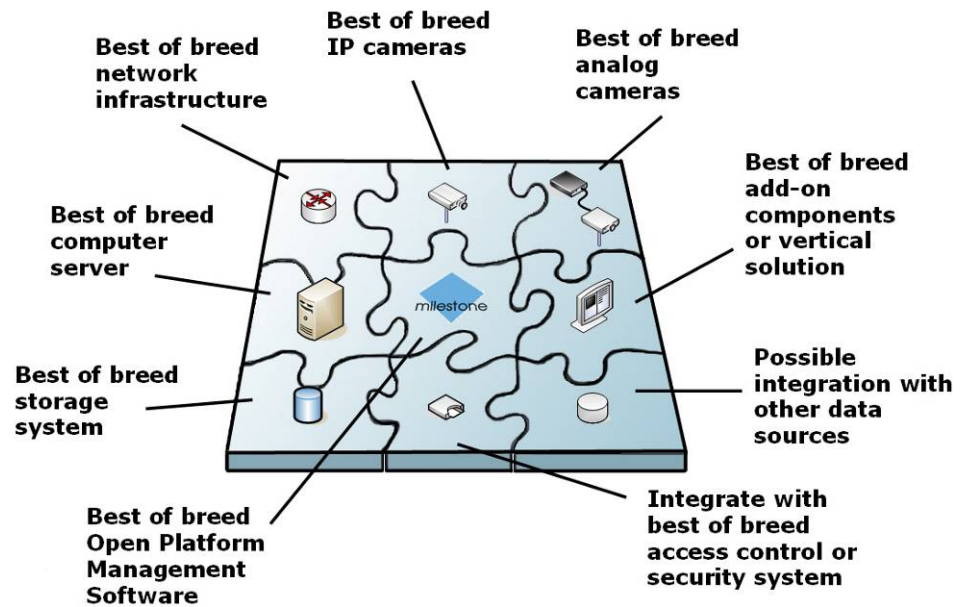 Best of breed
IP cameras
Best of breed
network
infrastructure
Best of breed
analog
cameras
Best of breed
add-on
components
or vertical
solution
Best of breed
computer
server
milestone
Best of breed
storage
system
Possible
integration with
other data
sources
Best of breed
Open Platform
Management
Software
Integrate with
best of breed
access control or
security system